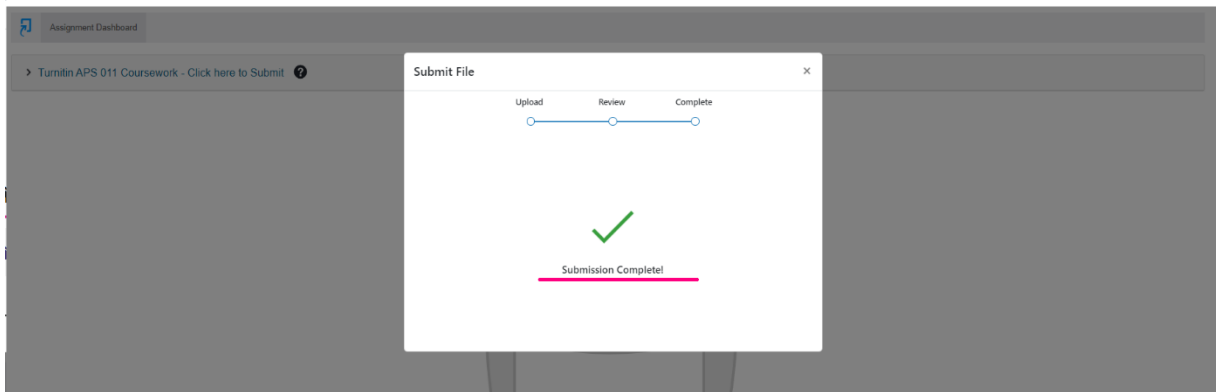 Assignment Dashboard
Turnitin APS 011 Coursework - Click here to Submit ?
Submit File ×
Upload Review Complete
Submission Complete!